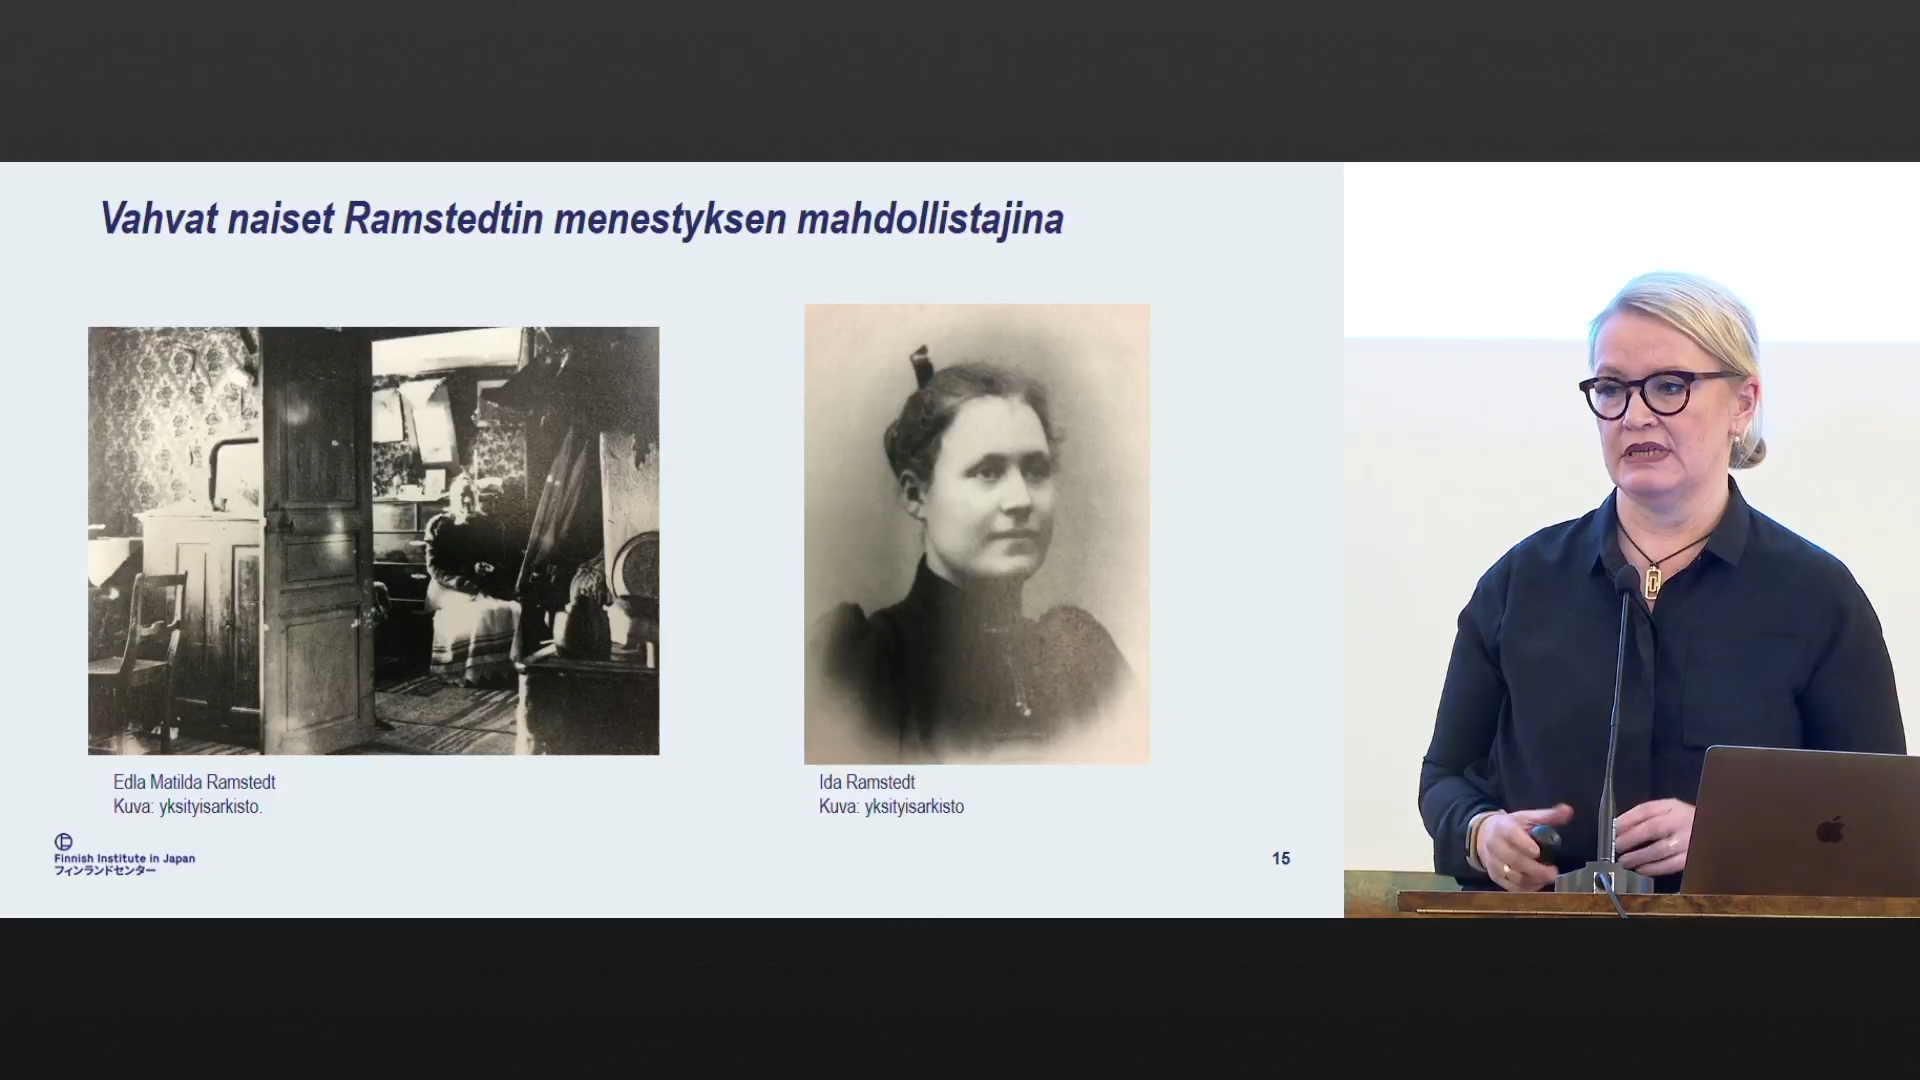 Vahvat naiset Ramstedtin menestyksen mahdollistajina
Edla Matilda Ramstedt
Kuva: yksityisarkisto.
Ida Ramstedt
Kuva: yksityisarkisto
Finnish Institute in Japan
フィンランドセンター
15